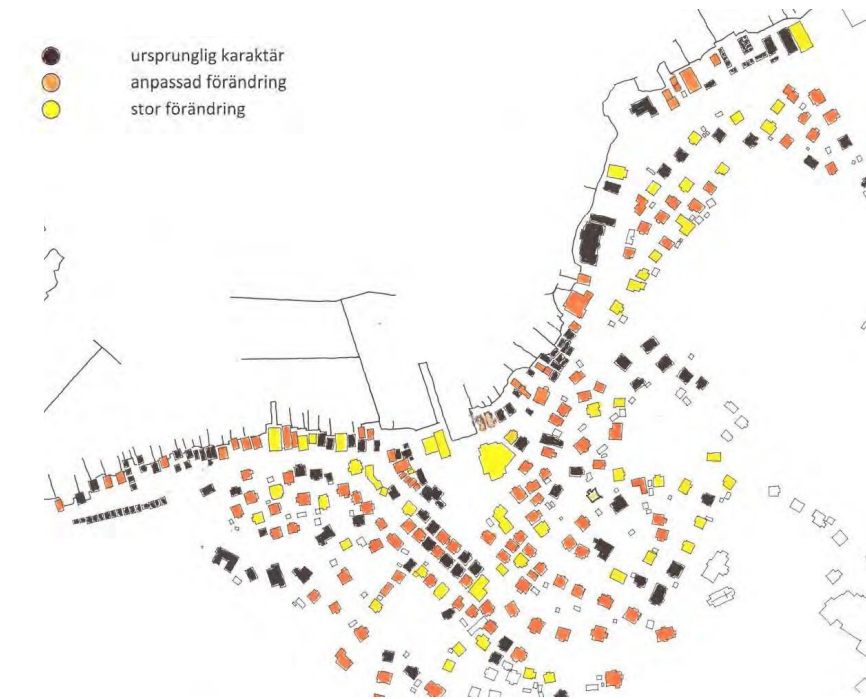 ursprunglig karaktär
anpassad förändring
stor förändring